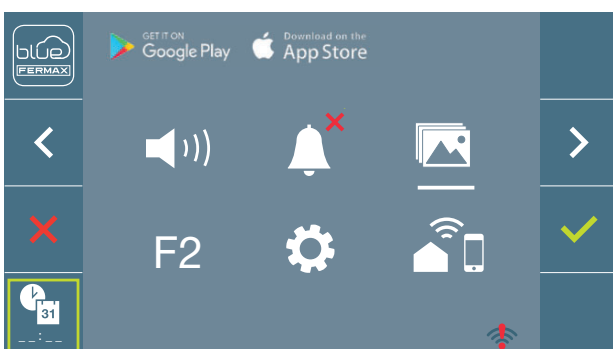 blue
FERMAX
GET IT ON
Google Play
Download on the
App Store
F2
31
--:--